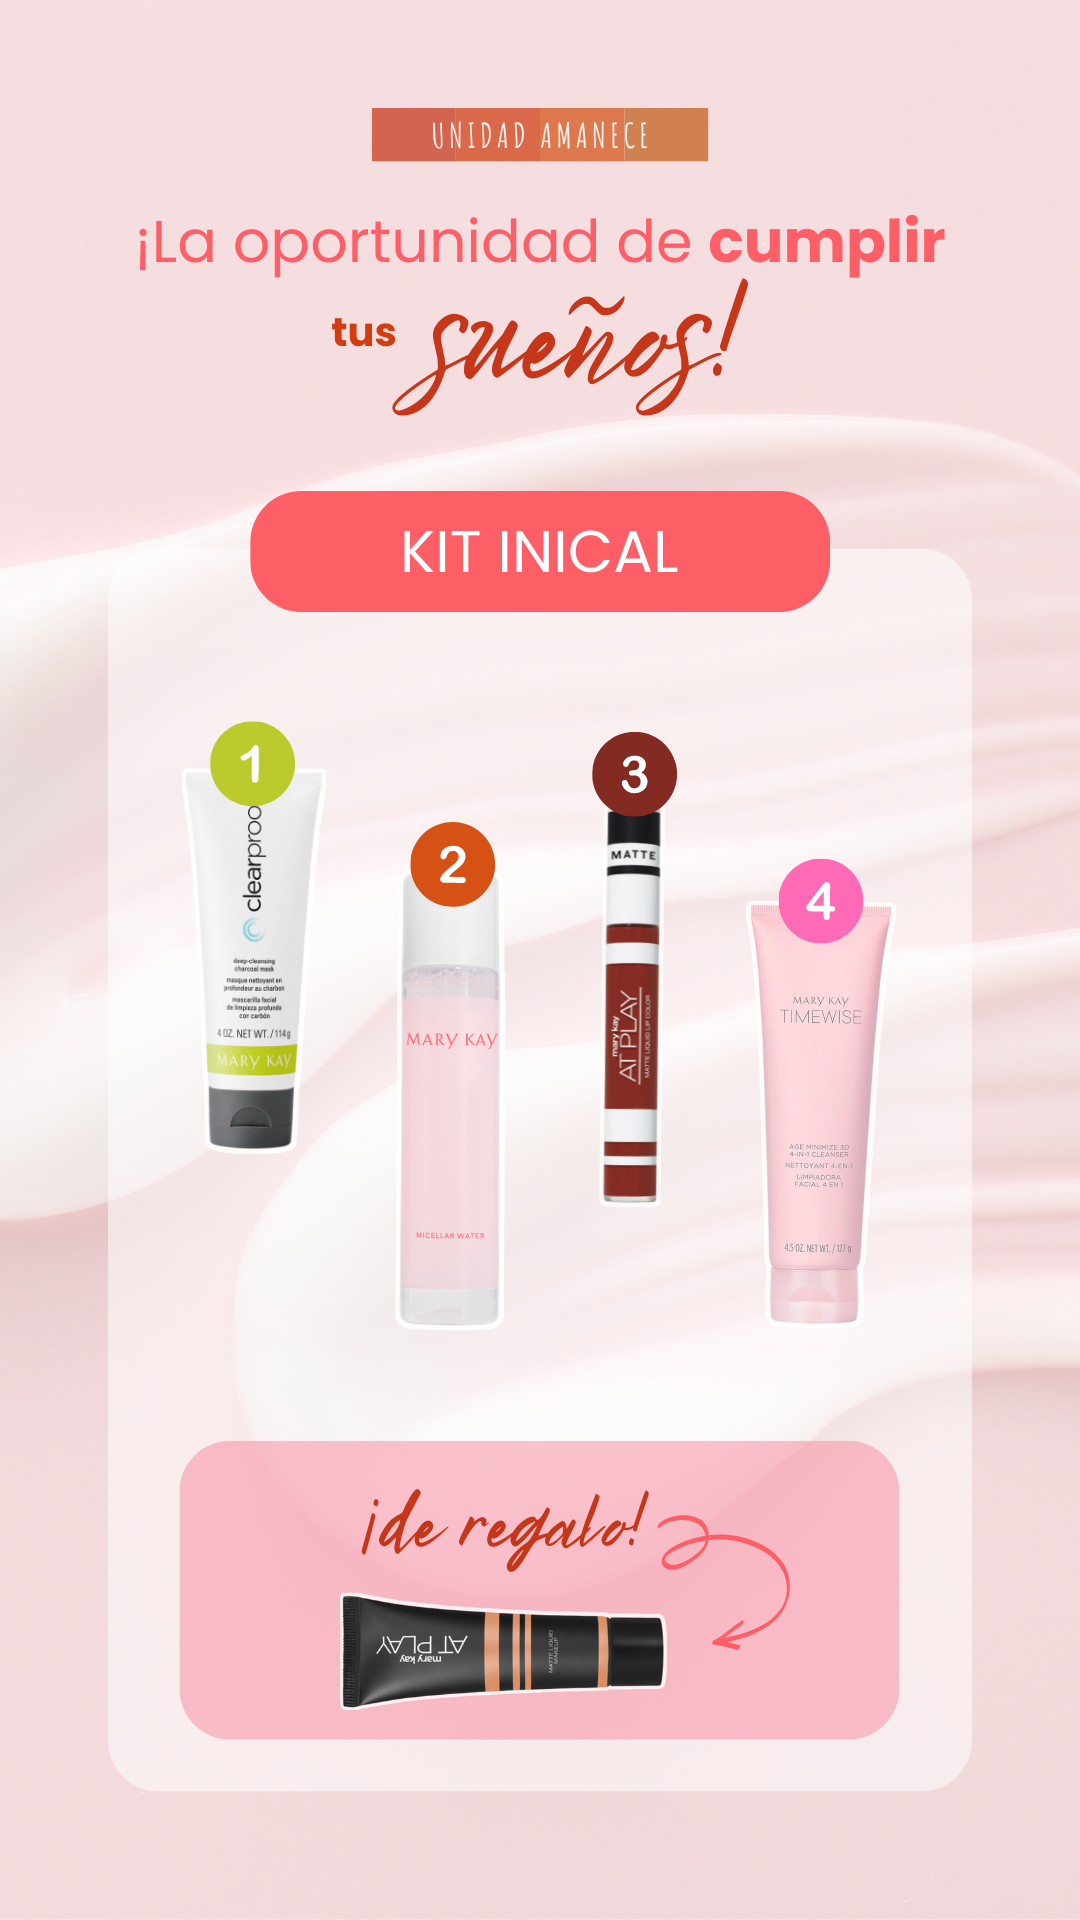 UNIDAD AMANECE
¡La oportunidad de cumplir
tus sueños!
KIT INICAL
1
clearproo
deep-cleansing
charcoal mask
masque nettoyant en
profondeur au charbon
mascarilla facial
de limpieza profunda
con carbón
4 OZ. NET WT. / 114 g
MARY KAY
2
MARY KAY
MICELLAR WATER
3
MATTE
mary kay
AT PLAY
MATTE LIQUID LIP COLOR
4
MARY KAY
TIMEWISE
AGE MINIMIZE 3D
4-IN-1 CLEANSER
NETTOYANT 4-EN-1
LIMPIADORA
FACIAL 4 EN 1
4.5 OZ. NET WT. / 127 g
¡de regalo!
mary kay
AT PLAY
MATTE LIQUID
MAKEUP